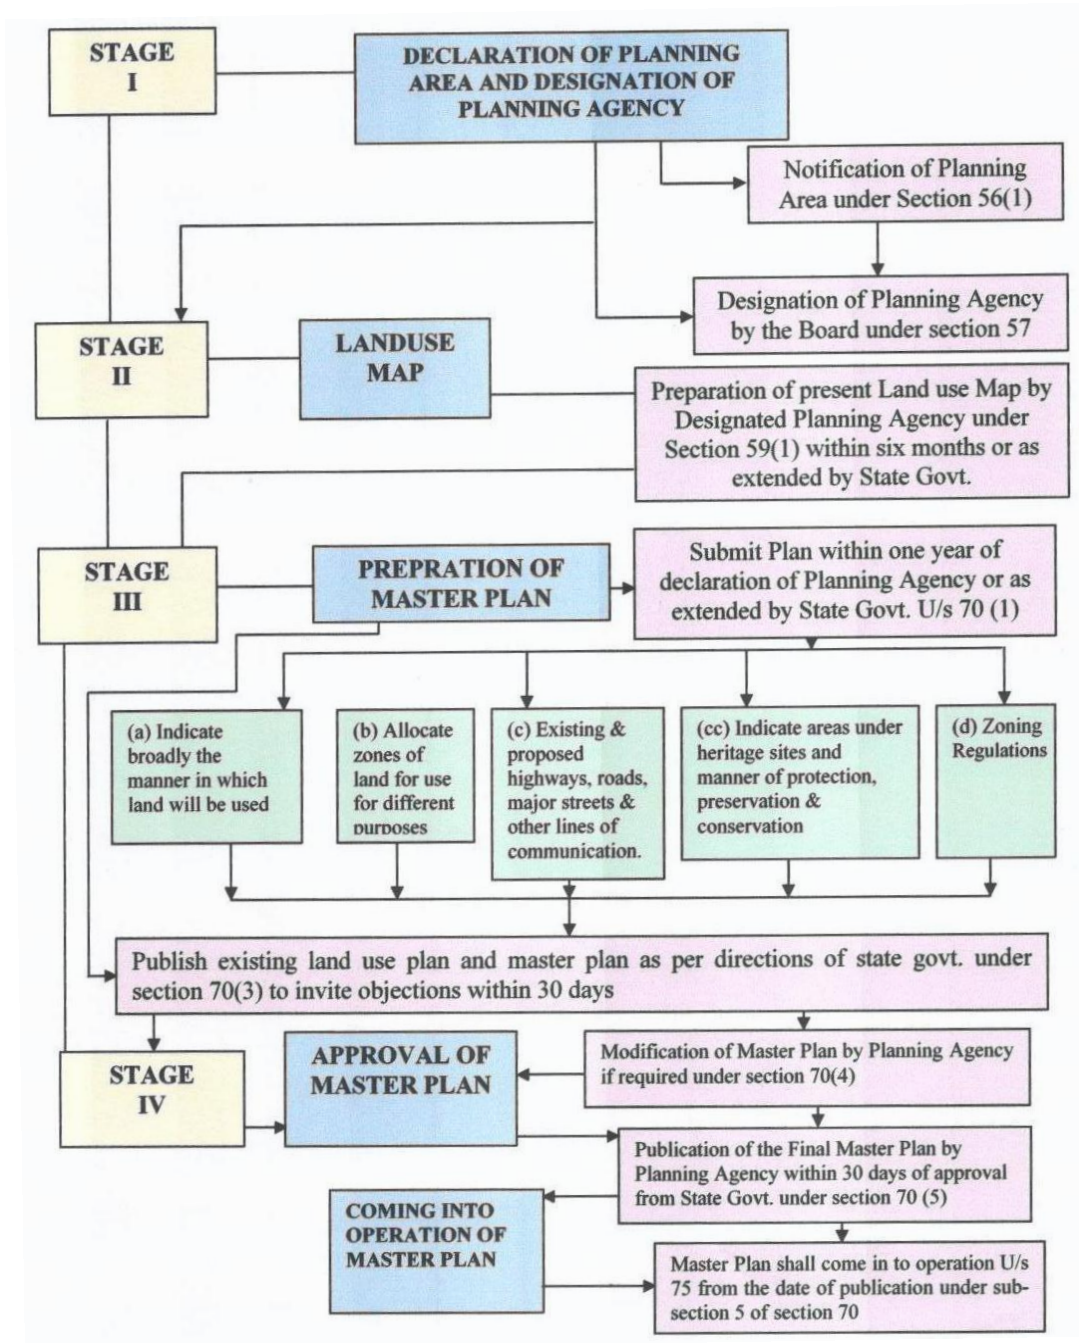 STAGE
I
DECLARATION OF PLANNING
AREA AND DESIGNATION OF
PLANNING AGENCY
Notification of Planning
Area under Section 56(1)
Designation of Planning Agency
by the Board under section 57
STAGE
II
LANDUSE
MAP
Preparation of present Land use Map by
Designated Planning Agency under
Section 59(1) within six months or as
extended by State Govt.
STAGE
III
PREPRATION OF
MASTER PLAN
Submit Plan within one year of
declaration of Planning Agency or as
extended by State Govt. U/s 70 (1)
(a) Indicate
broadly the
manner in which
land will be used
(b) Allocate
zones of
land for use
for different
purposes
(c) Existing &
proposed
highways, roads,
major streets &
other lines of
communication.
(cc) Indicate areas under
heritage sites and
manner of protection,
preservation &
conservation
(d) Zoning
Regulations
Publish existing land use plan and master plan as per directions of state govt. under
section 70(3) to invite objections within 30 days
STAGE
IV
APPROVAL OF
MASTER PLAN
Modification of Master Plan by Planning Agency
if required under section 70(4)
Publication of the Final Master Plan by
Planning Agency within 30 days of approval
from State Govt. under section 70 (5)
COMING INTO
OPERATION OF
MASTER PLAN
Master Plan shall come in to operation U/s
75 from the date of publication under sub-
section 5 of section 70